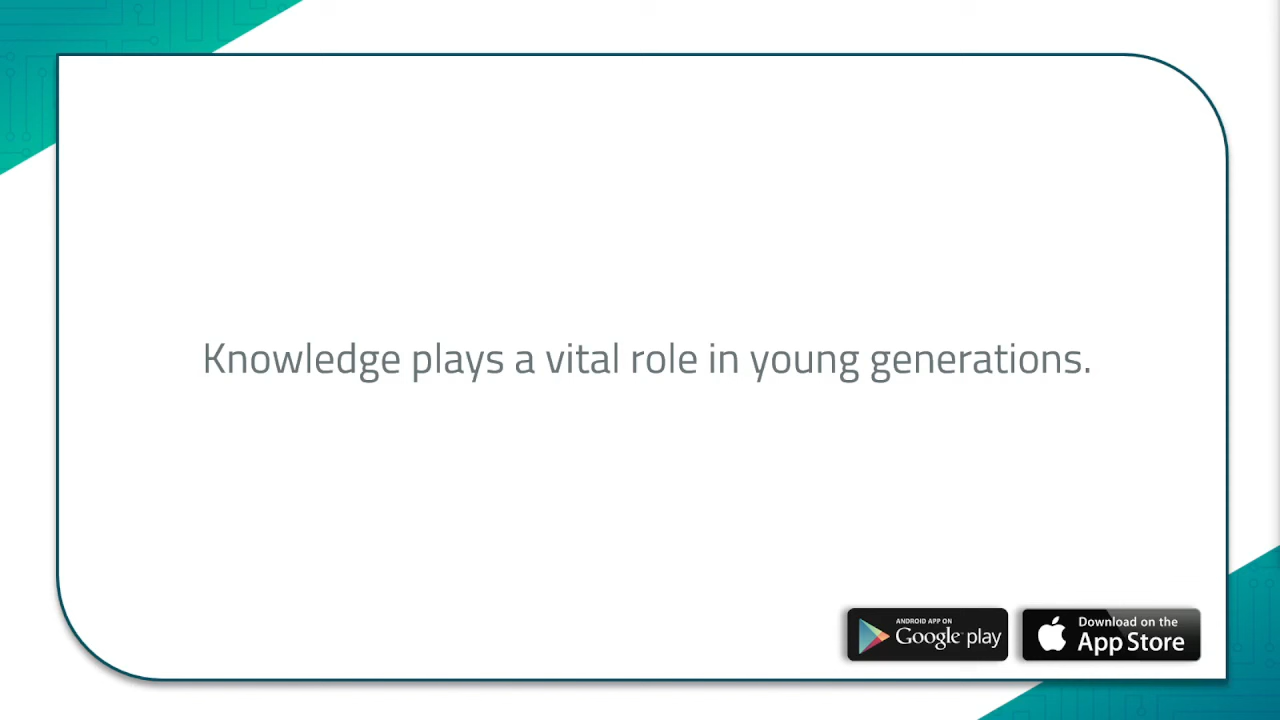 Knowledge plays a vital role in young generations.
ANDROID APP ON
Google play
Download on the
App Store